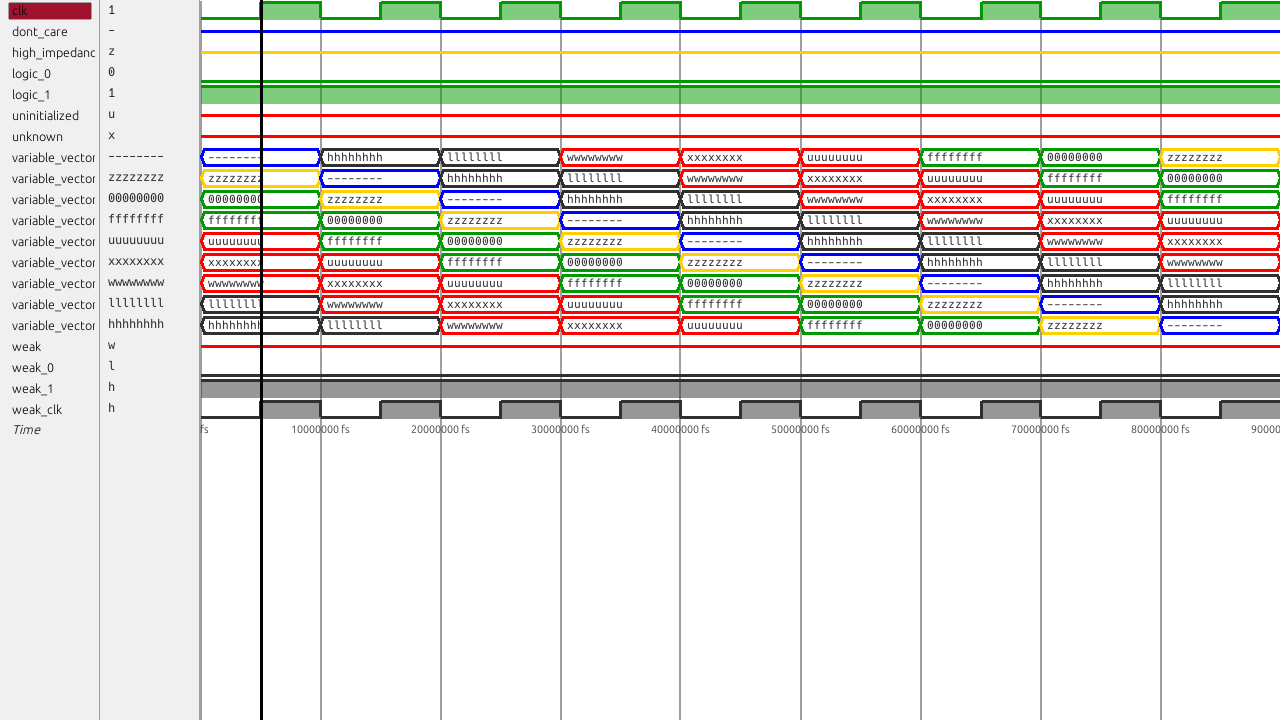 clk 1
dont_care -
high_impedanc z
logic_0 0
logic_1 1
uninitialized u
unknown x
variable_vector -------- -------- hhhhhhhh llllllll wwwwwwww xxxxxxxx uuuuuuuu ffffffff 00000000 zzzzzzzz
variable_vector zzzzzzzz zzzzzzzz -------- hhhhhhhh llllllll wwwwwwww xxxxxxxx uuuuuuuu ffffffff 00000000
variable_vector 00000000 00000000 zzzzzzzz -------- hhhhhhhh llllllll wwwwwwww xxxxxxxx uuuuuuuu ffffffff
variable_vector ffffffff ffffffff 00000000 zzzzzzzz -------- hhhhhhhh llllllll wwwwwwww xxxxxxxx uuuuuuuu
variable_vector uuuuuuuu uuuuuuuu ffffffff 00000000 zzzzzzzz -------- hhhhhhhh llllllll wwwwwwww xxxxxxxx
variable_vector xxxxxxxx xxxxxxxx uuuuuuuu ffffffff 00000000 zzzzzzzz -------- hhhhhhhh llllllll wwwwwwww
variable_vector wwwwwwww wwwwwwww xxxxxxxx uuuuuuuu ffffffff 00000000 zzzzzzzz -------- hhhhhhhh llllllll
variable_vector llllllll llllllll wwwwwwww xxxxxxxx uuuuuuuu ffffffff 00000000 zzzzzzzz -------- hhhhhhhh
variable_vector hhhhhhhh hhhhhhhh llllllll wwwwwwww xxxxxxxx uuuuuuuu ffffffff 00000000 zzzzzzzz --------
weak w
weak_0 l
weak_1 h
weak_clk h
Time fs 10000000 fs 20000000 fs 30000000 fs 40000000 fs 50000000 fs 60000000 fs 70000000 fs 80000000 fs 90000